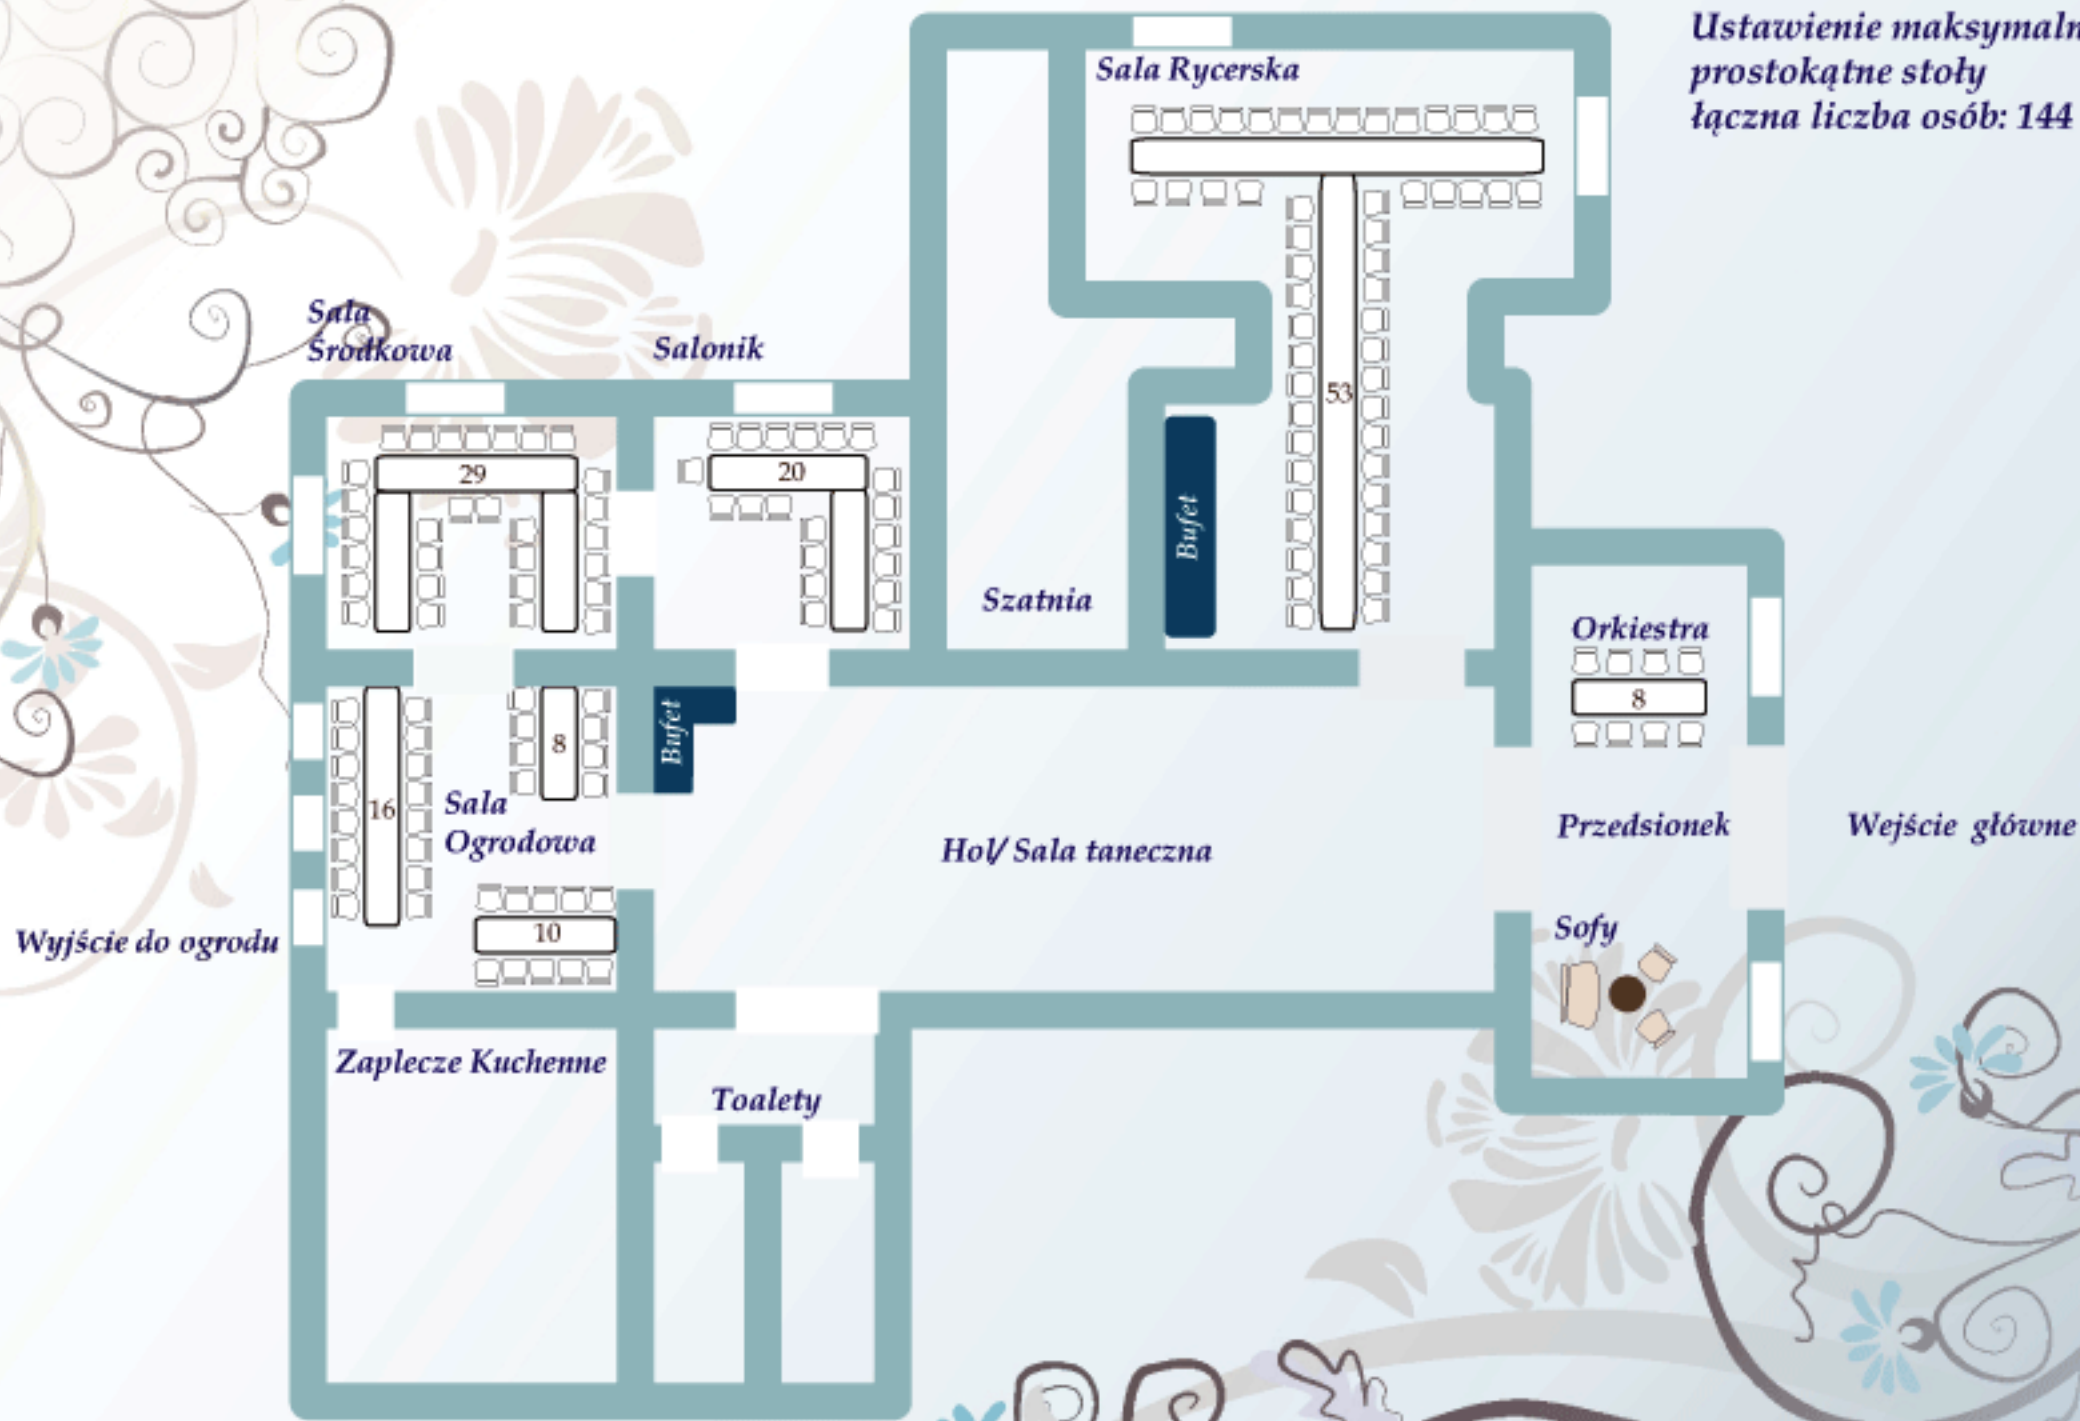 Ustawienie maksymaln
prostokątne stoły
łączna liczba osób: 144
Sala Rycerska
53
Bufet
Sala
Środkowa
29
Salonik
20
Szatnia
Orkiestra
8
16
8
Bufet
Sala
Ogrodowa
10
Hol/ Sala taneczna
Przedsionek
Wejście główne
Sofy
Wyjście do ogrodu
Zaplecze Kuchenne
Toalety